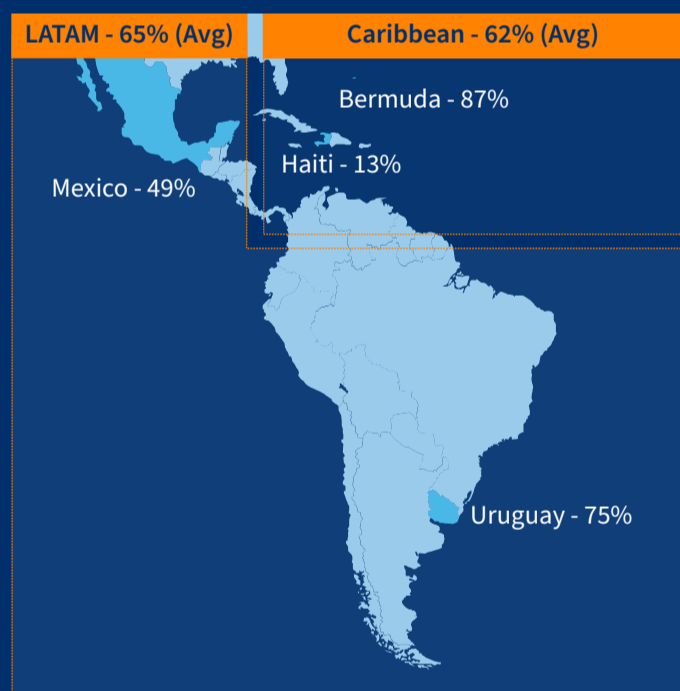 LATAM - 65% (Avg)
Caribbean - 62% (Avg)
Bermuda - 87%
Haiti - 13%
Mexico - 49%
Uruguay - 75%